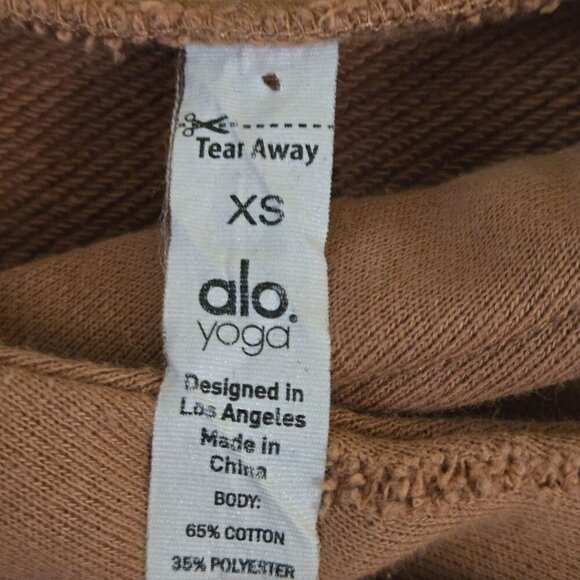 Tear Away
XS
alo.
yoga
Designed in
Los Angeles
Made in
China
BODY:
65% COTTON
35% POLYESTER